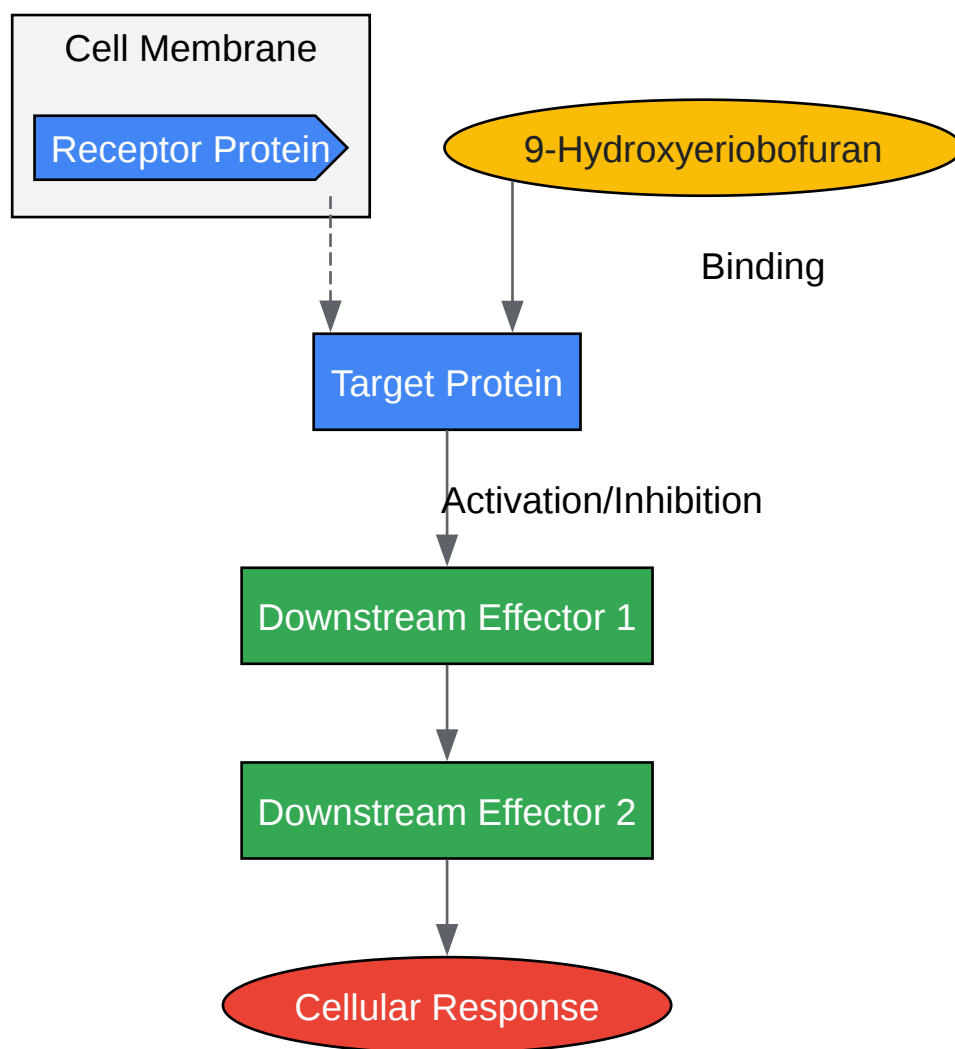 Cell Membrane
Receptor Protein
9-Hydroxyeriobofuran
Binding
Target Protein
Activation/Inhibition
Downstream Effector 1
Downstream Effector 2
Cellular Response